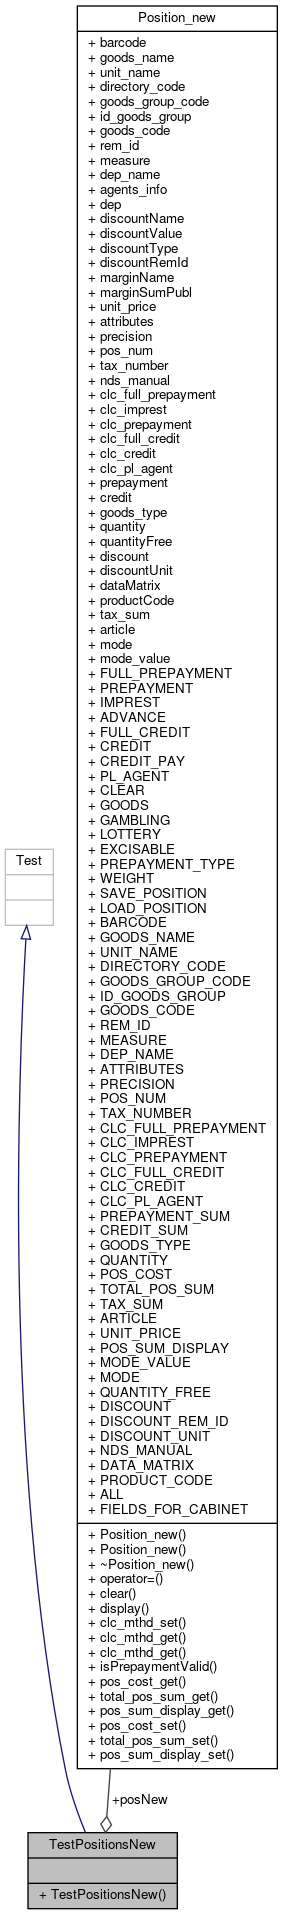 Position_new
+ barcode
+ goods_name
+ unit_name
+ directory_code
+ goods_group_code
+ id_goods_group
+ goods_code
+ rem_id
+ measure
+ dep_name
+ agents_info
+ dep
+ discountName
+ discountValue
+ discountType
+ discountRemId
+ marginName
+ marginSumPubl
+ unit_price
+ attributes
+ precision
+ pos_num
+ tax_number
+ nds_manual
+ clc_full_prepayment
+ clc_imprest
+ clc_prepayment
+ clc_full_credit
+ clc_credit
+ clc_pl_agent
+ prepayment
+ credit
+ goods_type
+ quantity
+ quantityFree
+ discount
+ discountUnit
+ dataMatrix
+ productCode
+ tax_sum
+ article
+ mode
+ mode_value
+ FULL_PREPAYMENT
+ PREPAYMENT
+ IMPREST
+ ADVANCE
+ FULL_CREDIT
+ CREDIT
+ CREDIT_PAY
+ PL_AGENT
+ CLEAR
+ GOODS
+ GAMBLING
+ LOTTERY
+ EXCISABLE
+ PREPAYMENT_TYPE
+ WEIGHT
+ SAVE_POSITION
+ LOAD_POSITION
+ BARCODE
+ GOODS_NAME
+ UNIT_NAME
+ DIRECTORY_CODE
+ GOODS_GROUP_CODE
+ ID_GOODS_GROUP
+ GOODS_CODE
+ REM_ID
+ MEASURE
+ DEP_NAME
+ ATTRIBUTES
+ PRECISION
+ POS_NUM
+ TAX_NUMBER
+ CLC_FULL_PREPAYMENT
+ CLC_IMPREST
+ CLC_PREPAYMENT
+ CLC_FULL_CREDIT
+ CLC_CREDIT
+ CLC_PL_AGENT
+ PREPAYMENT_SUM
+ CREDIT_SUM
+ GOODS_TYPE
+ QUANTITY
+ POS_COST
+ TOTAL_POS_SUM
+ TAX_SUM
+ ARTICLE
+ UNIT_PRICE
+ POS_SUM_DISPLAY
+ MODE_VALUE
+ MODE
+ QUANTITY_FREE
+ DISCOUNT
+ DISCOUNT_REM_ID
+ DISCOUNT_UNIT
+ NDS_MANUAL
+ DATA_MATRIX
+ PRODUCT_CODE
+ ALL
+ FIELDS_FOR_CABINET
+ Position_new()
+ Position_new()
+ ~Position_new()
+ operator=()
+ clear()
+ display()
+ clc_mthd_set()
+ clc_mthd_get()
+ clc_mthd_get()
+ isPrepaymentValid()
+ pos_cost_get()
+ total_pos_sum_get()
+ pos_sum_display_get()
+ pos_cost_set()
+ total_pos_sum_set()
+ pos_sum_display_set()
Test
+posNew
TestPositionsNew
+ TestPositionsNew()